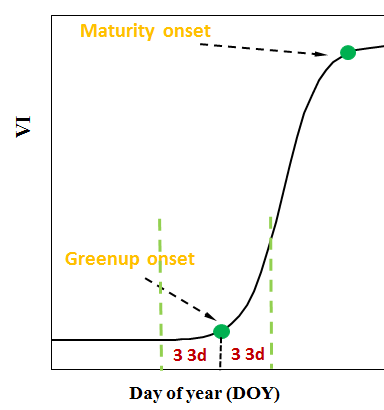 Maturity onset
VI
Greenup onset
3 3d 3 3d
Day of year (DOY)